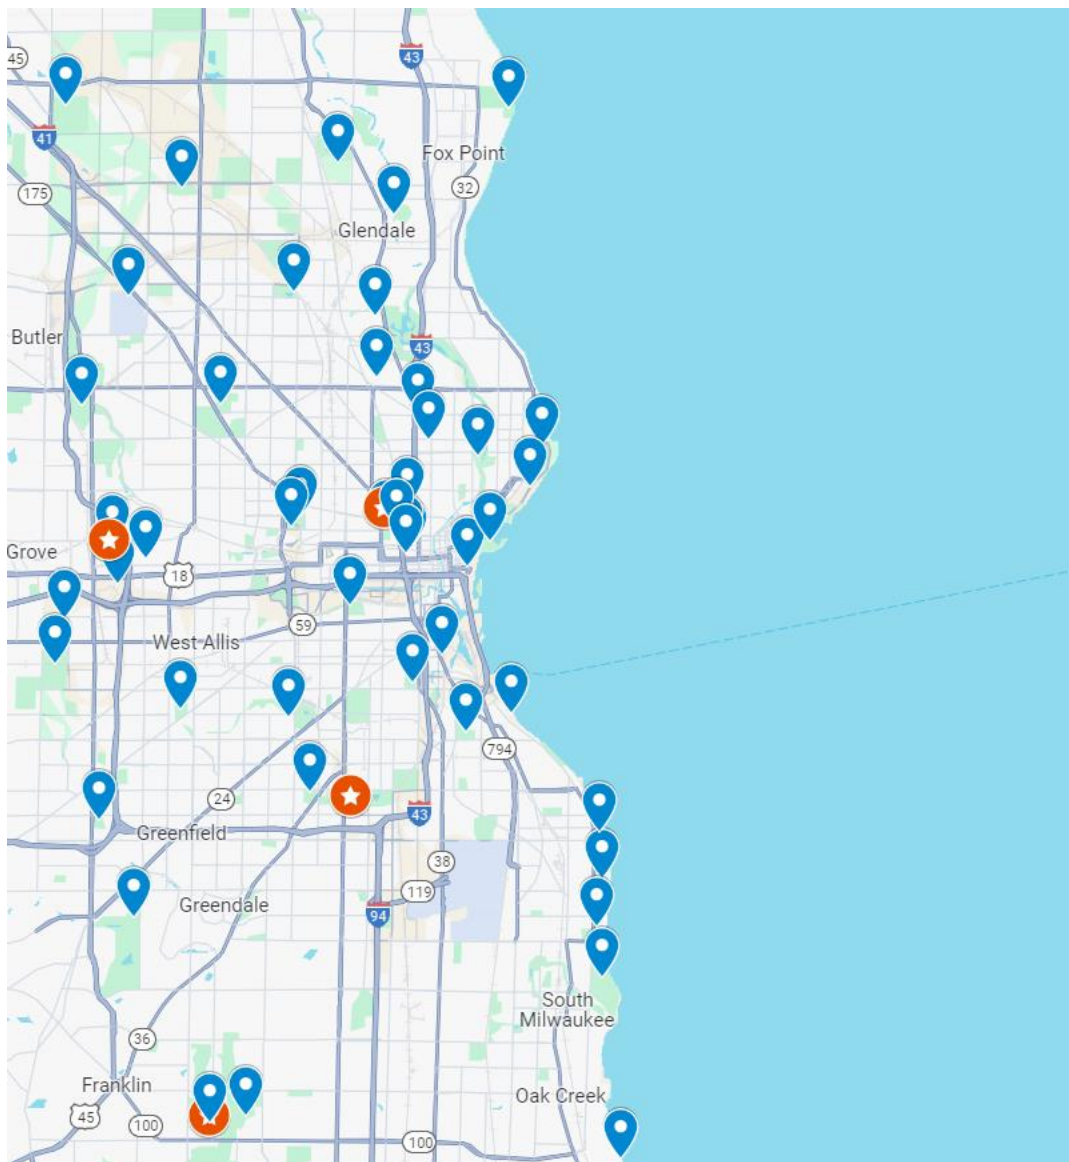 45
43
41
Fox Point
175
32
Glendale
Butler
43
Grove
18
59
West Allis
794
24
43
Greenfield
38
119
Greendale
94
South
Milwaukee
36
Franklin
Oak Creek
45
100
100